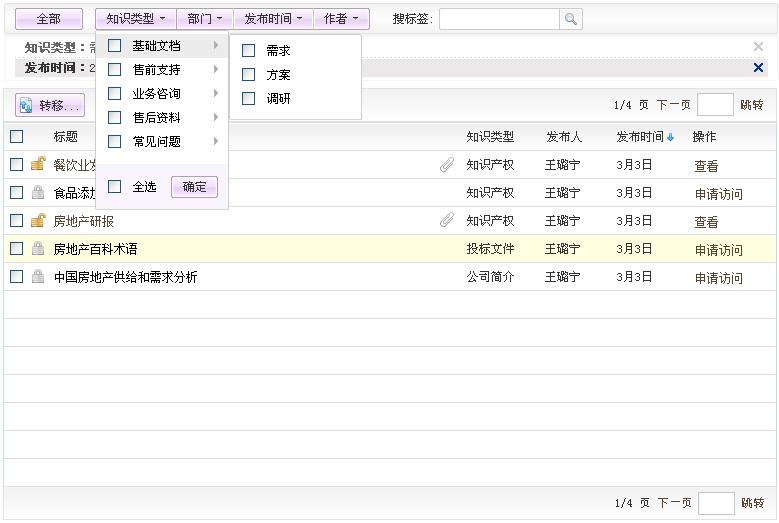 全部 知识类型 部门 发布时间 作者 搜标签:
知识类型：
发布时间：2
基础文档 需求
售前支持 方案
业务咨询 调研
售后资料
常见问题
全选 确定
转移... 1/4 页 下一页 跳转
标题 知识类型 发布人 发布时间 操作
餐饮业 知识产权 王璐宁 3月3日 查看
食品添加 知识产权 王璐宁 3月3日 申请访问
房地产研报 知识产权 王璐宁 3月3日 查看
房地产百科术语 投标文件 王璐宁 3月3日 申请访问
中国房地产供给和需求分析 公司简介 王璐宁 3月3日 申请访问
1/4 页 下一页 跳转